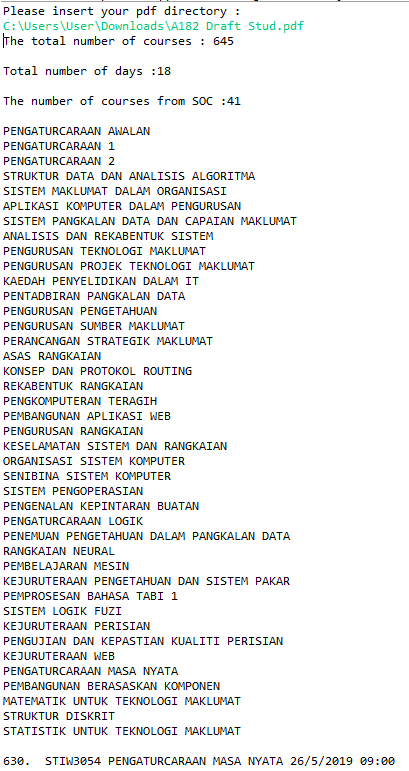 Please insert your pdf directory :
C:\Users\User\Downloads\A182 Draft Stud.pdf
The total number of courses : 645
Total number of days :18
The number of courses from SOC :41
PENGATURCARAAN AWALAN
PENGATURCARAAN 1
PENGATURCARAAN 2
STRUKTUR DATA DAN ANALISIS ALGORITMA
SISTEM MAKLUMAT DALAM ORGANISASI
APLIKASI KOMPUTER DALAM PENGURUSAN
SISTEM PANGKALAN DATA DAN CAPAIAN MAKLUMAT
ANALISIS DAN REKABENTUK SISTEM
PENGURUSAN TEKNOLOGI MAKLUMAT
PENGURUSAN PROJEK TEKNOLOGI MAKLUMAT
KAEDAH PENYELIDIKAN DALAM IT
PENTADBIRAN PANGKALAN DATA
PENGURUSAN PENGETAHUAN
PENGURUSAN SUMBER MAKLUMAT
PERANCANGAN STRATEGIK MAKLUMAT
ASAS RANGKAIAN
KONSEP DAN PROTOKOL ROUTING
REKABENTUK RANGKAIAN
PENGKOMPUTERAN TERAGIH
PEMBANGUNAN APLIKASI WEB
PENGURUSAN RANGKAIAN
KESELAMATAN SISTEM DAN RANGKAIAN
ORGANISASI SISTEM KOMPUTER
SENIBINA SISTEM KOMPUTER
SISTEM PENGOPERASIAN
PENGENALAN KEPINTARAN BUATAN
PENGATURCARAAN LOGIK
PENEMUAN PENGETAHUAN DALAM PANGKALAN DATA
RANGKAIAN NEURAL
PEMBELAJARAN MESIN
KEJURUTERAAN PENGETAHUAN DAN SISTEM PAKAR
PEMPROSESAN BAHASA TABI 1
SISTEM LOGIK FUZI
KEJURUTERAAN PERISIAN
PENGUJIAN DAN KEPASTIAN KUALITI PERISIAN
KEJURUTERAAN WEB
PENGATURCARAAN MASA NYATA
PEMBANGUNAN BERASASKAN KOMPONEN
MATEMATIK UNTUK TEKNOLOGI MAKLUMAT
STRUKTUR DISKRIT
STATISTIK UNTUK TEKNOLOGI MAKLUMAT
630. STIW3054 PENGATURCARAAN MASA NYATA 26/5/2019 09:00